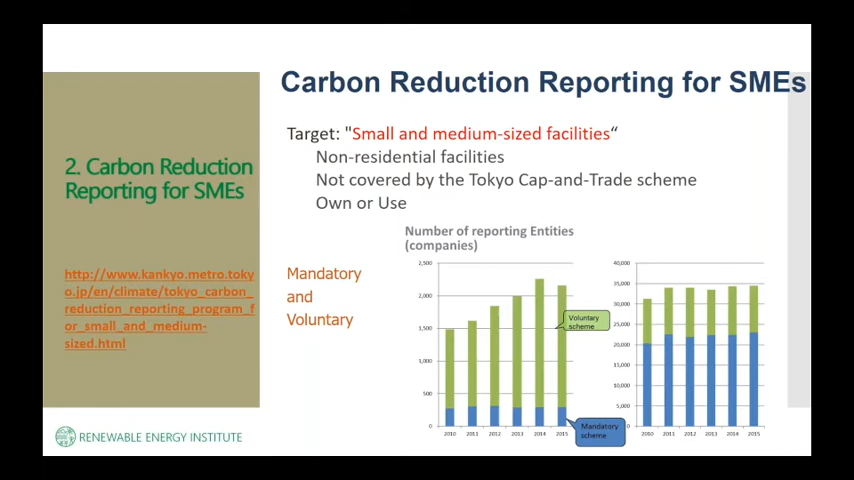 Carbon Reduction Reporting for SMEs
2. Carbon Reduction
Reporting for SMEs
http://www.kankyo.metro.toky
o.jp/en/climate/tokyo_carbon_
reduction_reporting_program_f
or_small_and_medium-
sized.html
Target: "Small and medium-sized facilities“
Non-residential facilities
Not covered by the Tokyo Cap-and-Trade scheme
Own or Use
Mandatory
and
Voluntary
Number of reporting Entities
(companies)
2,500
2,000
1,500
1,000
500
0
2010 2011 2012 2013 2014 2015
Voluntary
scheme
Mandatory
scheme
40,000
35,000
30,000
25,000
20,000
15,000
10,000
5,000
0
2010 2011 2012 2013 2014 2015
RENEWABLE ENERGY INSTITUTE